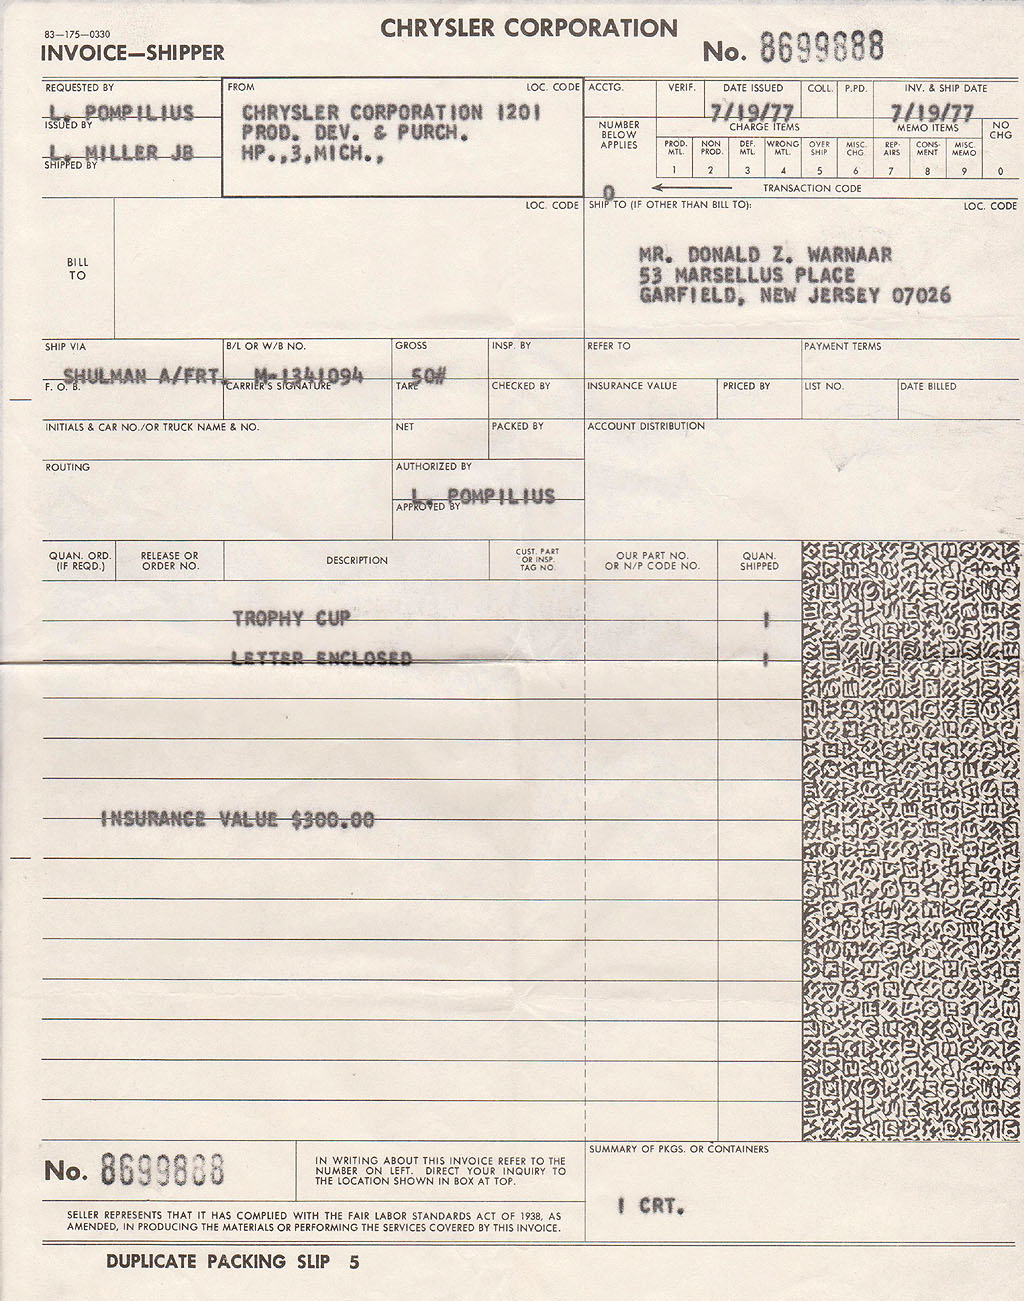 83—175—0330
CHRYSLER CORPORATION
INVOICE—SHIPPER
No. 8699888
REQUESTED BY
L. POMPILIUS
ISSUED BY
L. MILLER JB
SHIPPED BY
FROM
LOC. CODE
CHRYSLER CORPORATION 1201
PROD. DEV. & PURCH.
HP.,3,MICH.,
ACCTG.
VERIF.
DATE ISSUED
COLL.
P.PD.
INV. & SHIP DATE
7/19/77
7/19/77
NUMBER
BELOW
APPLIES
CHARGE ITEMS
MEMO ITEMS
NO
CHG
PROD.
MTL.
NON
PROD.
DEF.
MTL.
WRONG
MTL.
OVER
SHIP
MISC.
CHG.
REP-
AIRS
CON-
SMENT
MISC.
MEMO
1 2 3 4 5 6 7 8 9 0
0
TRANSACTION CODE
BILL
TO
LOC. CODE
SHIP TO (IF OTHER THAN BILL TO):
LOC. CODE
MR. DONALD Z. WARNAAR
53 MARSELLUS PLACE
GARFIELD, NEW JERSEY 07026
SHIP VIA
B/L OR W/B NO.
GROSS
INSP. BY
REFER TO
PAYMENT TERMS
SHULMAN A/FRT. M-1341094
50#
F. O. B.
CARRIER'S SIGNATURE
TARE
CHECKED BY
INSURANCE VALUE
PRICED BY
LIST NO.
DATE BILLED
INITIALS & CAR NO./OR TRUCK NAME & NO.
NET
PACKED BY
ACCOUNT DISTRIBUTION
ROUTING
AUTHORIZED BY
L. POMPILIUS
APPROVED BY
QUAN. ORD.
(IF REQD.)
RELEASE OR
ORDER NO.
DESCRIPTION
CUST. PART
OR INSP.
TAG NO.
OUR PART NO.
OR N/P CODE NO.
QUAN.
SHIPPED
TROPHY CUP 1
LETTER ENCLOSED 1
INSURANCE VALUE $300.00
No. 8699888
IN WRITING ABOUT THIS INVOICE REFER TO THE
NUMBER ON LEFT. DIRECT YOUR INQUIRY TO
THE LOCATION SHOWN IN BOX AT TOP.
SUMMARY OF PKGS. OR CONTAINERS
1 CRT.
SELLER REPRESENTS THAT IT HAS COMPLIED WITH THE FAIR LABOR STANDARDS ACT OF 1938, AS
AMENDED, IN PRODUCING THE MATERIALS OR PERFORMING THE SERVICES COVERED BY THIS INVOICE.
DUPLICATE PACKING SLIP 5